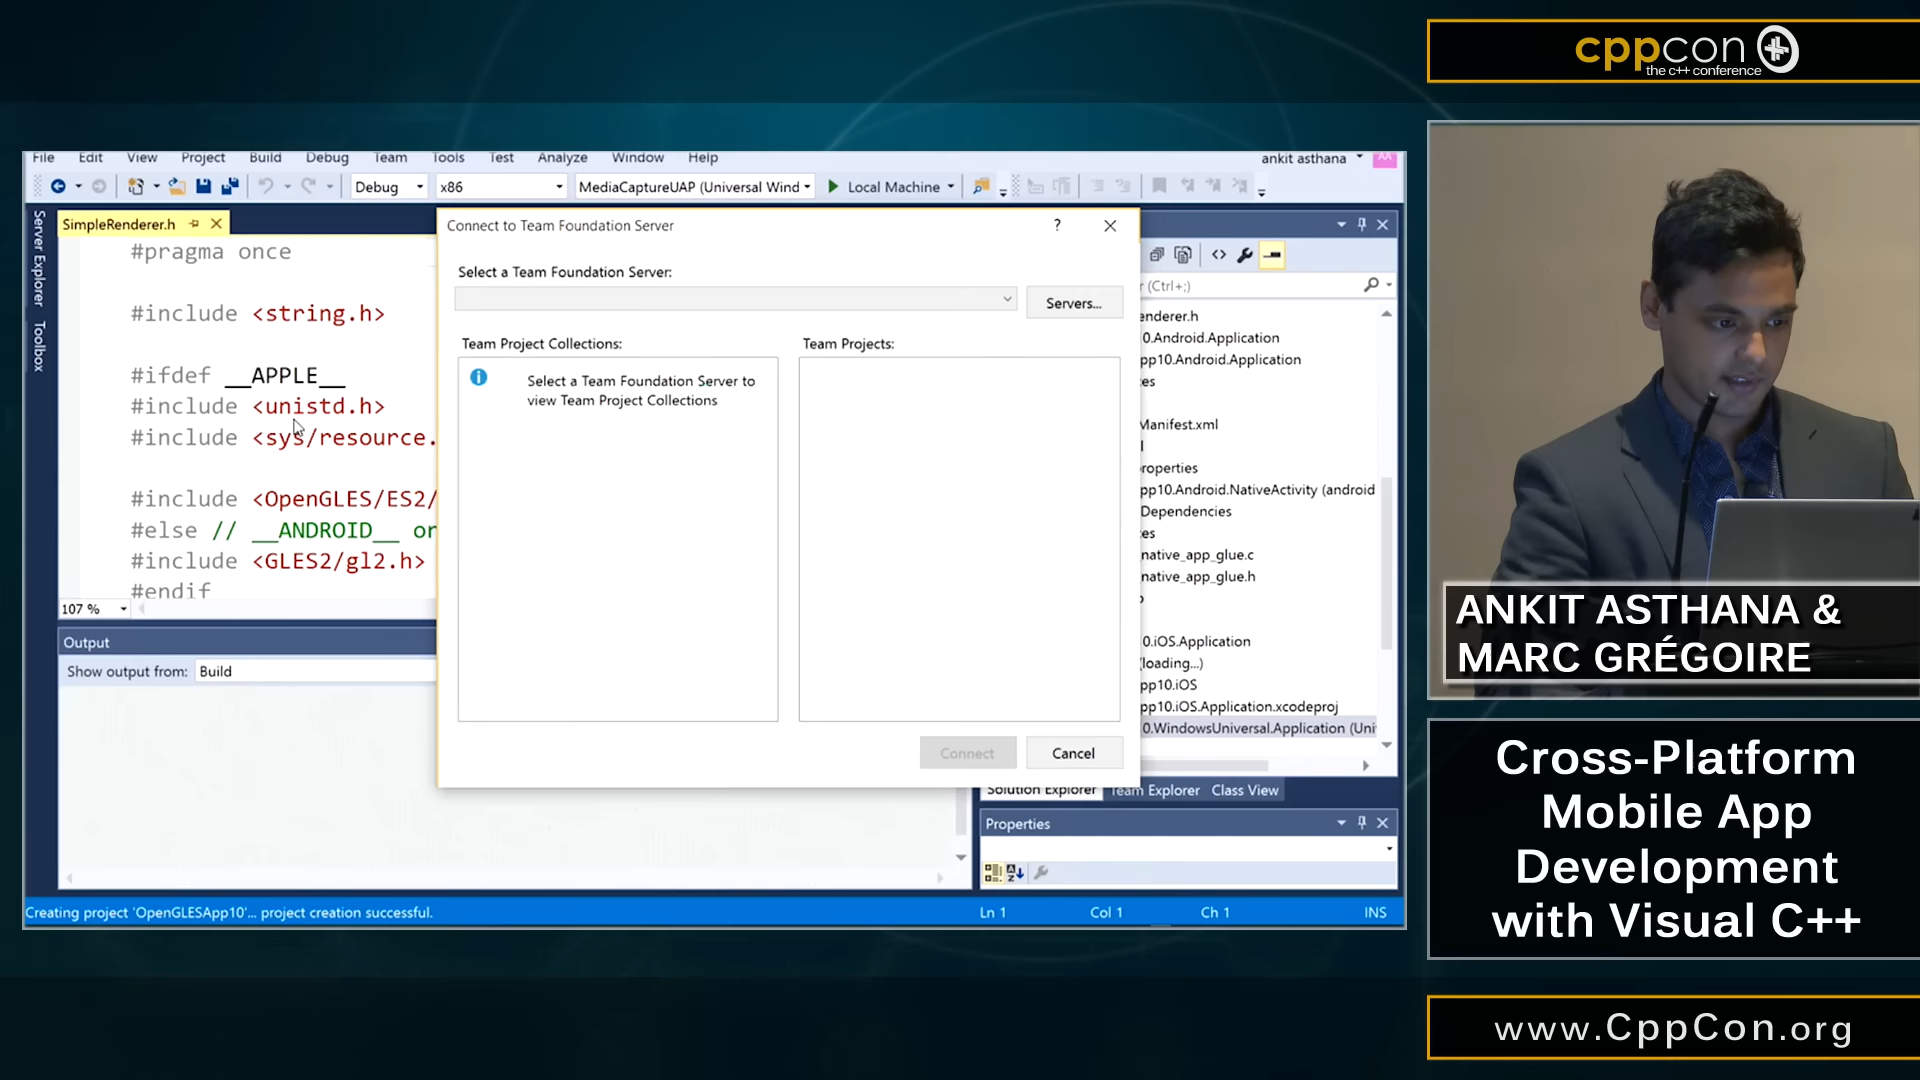 cppcon
the c++ conference
File Edit View Project Build Debug Team Tools Test Analyze Window Help
ankit asthana
AA
Debug x86 MediaCaptureUAP (Universal Wind Local Machine
Server Explorer
Toolbox
SimpleRenderer.h
#pragma once
#include <string.h>
#ifdef __APPLE__
#include <unistd.h>
#include <sys/resource.
#include <OpenGLES/ES2/
#else // __ANDROID__ or
#include <GLES2/gl2.h>
#endif
107 %
Output
Show output from: Build
Connect to Team Foundation Server
?
Select a Team Foundation Server:
Servers...
Team Project Collections:
Team Projects:
Select a Team Foundation Server to
view Team Project Collections
Connect
Cancel
r (Ctrl+;)
enderer.h
0.Android.Application
pp10.Android.Application
es
Manifest.xml
l
roperties
pp10.Android.NativeActivity (android
Dependencies
es
native_app_glue.c
native_app_glue.h
0.iOS.Application
(loading...)
pp10.iOS
pp10.iOS.Application.xcodeproj
0.WindowsUniversal.Application (Uni
Solution Explorer Team Explorer Class View
Properties
Creating project 'OpenGLESApp10'... project creation successful.
Ln 1 Col 1 Ch 1 INS
ANKIT ASTHANA &
MARC GRÉGOIRE
Cross-Platform
Mobile App
Development
with Visual C++
www.CppCon.org